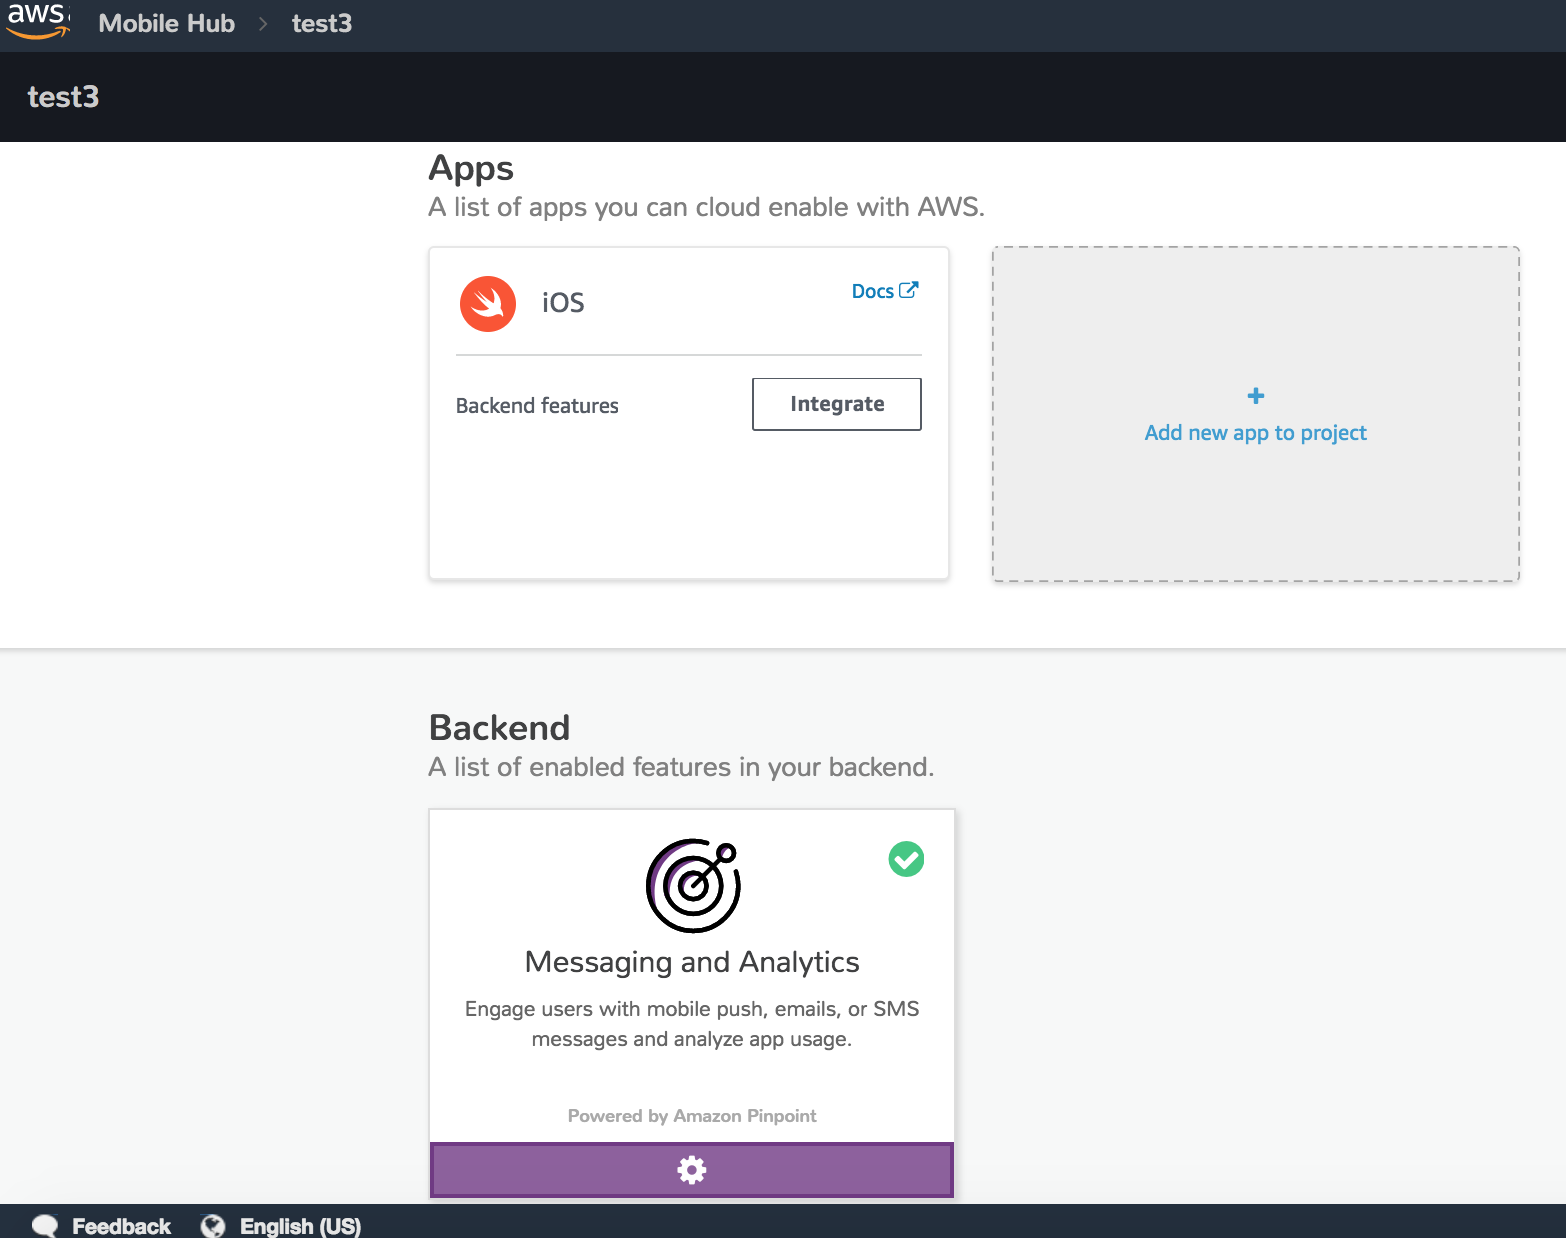 aws
Mobile Hub > test3
test3
Apps
A list of apps you can cloud enable with AWS.
iOS
Docs
Backend features
Integrate
+
Add new app to project
Backend
A list of enabled features in your backend.
Messaging and Analytics
Engage users with mobile push, emails, or SMS
messages and analyze app usage.
Powered by Amazon Pinpoint
Feedback
English (US)